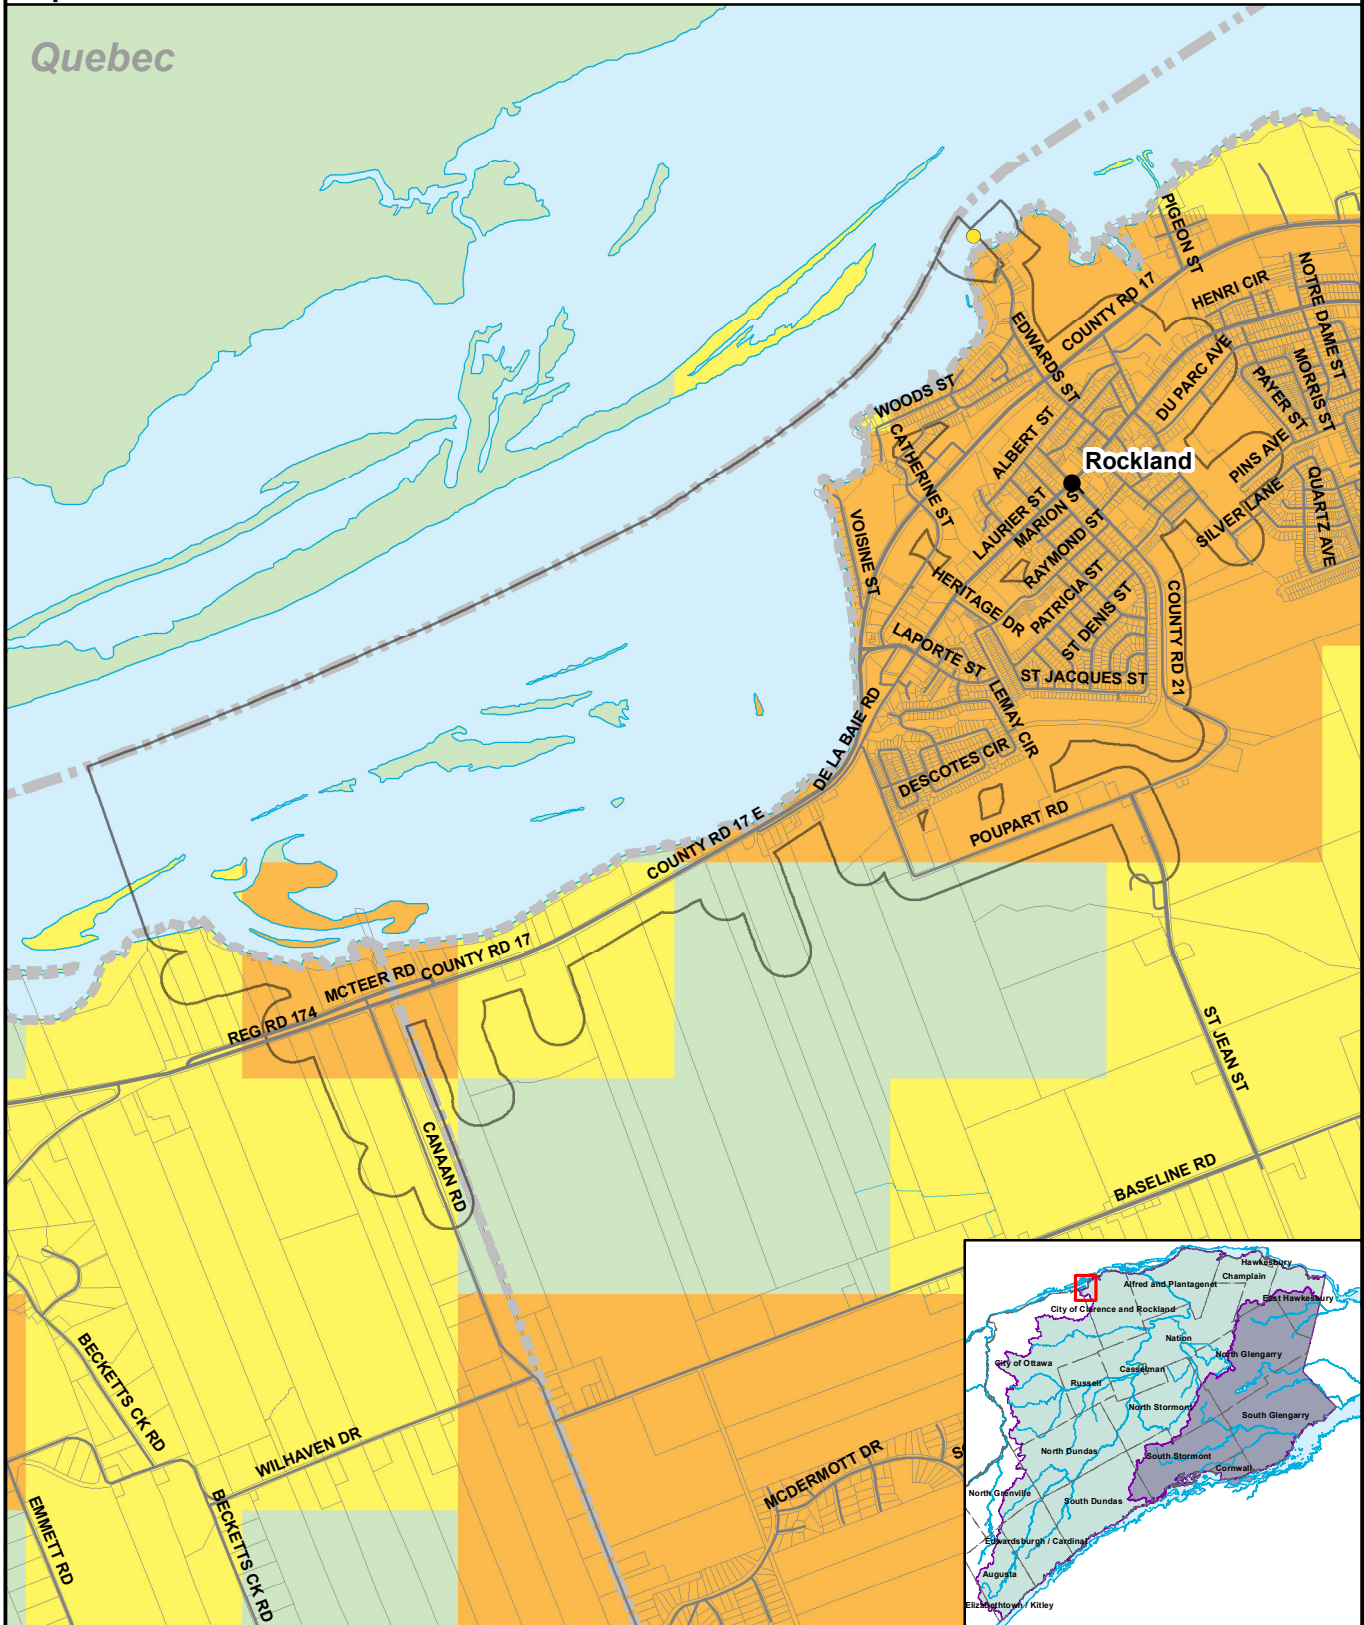 Quebec
PIGEON ST
COUNTY RD 17
HENRI CIR
NOTRE DAME ST
EDWARDS ST
MORRIS ST
DU PARC AVE
PAYER ST
WOODS ST
CATHERINE ST
ALBERT ST
Rockland
PINS AVE
SILVER LANE
QUARTZ AVE
VOISINE ST
LAURIER ST
MARION ST
RAYMOND ST
HERITAGE DR
PATRICIA ST
ST DENIS ST
COUNTY RD 21
LAPORTE ST
ST JACQUES ST
LEMAY CIR
DE LA BAIE RD
DESCOTES CIR
POUPART RD
COUNTY RD 17 E
COUNTY RD 17
MCTEER RD
REG RD 174
ST JEAN ST
CANAAN RD
BASELINE RD
BECKETTS CK RD
WILHAVEN DR
MCDERMOTT DR
EMMETT RD
BECKETTS CK RD
Hawkesbury
Champlain
Alfred and Plantagenet
East Hawkesbury
City of Clarence and Rockland
Nation
North Glengarry
City of Ottawa
Casselman
Russell
North Stormont
South Glengarry
North Dundas
South Stormont
Cornwall
North Grenville
South Dundas
Edwardsburgh / Cardinal
Augusta
Elizabethtown / Kitley